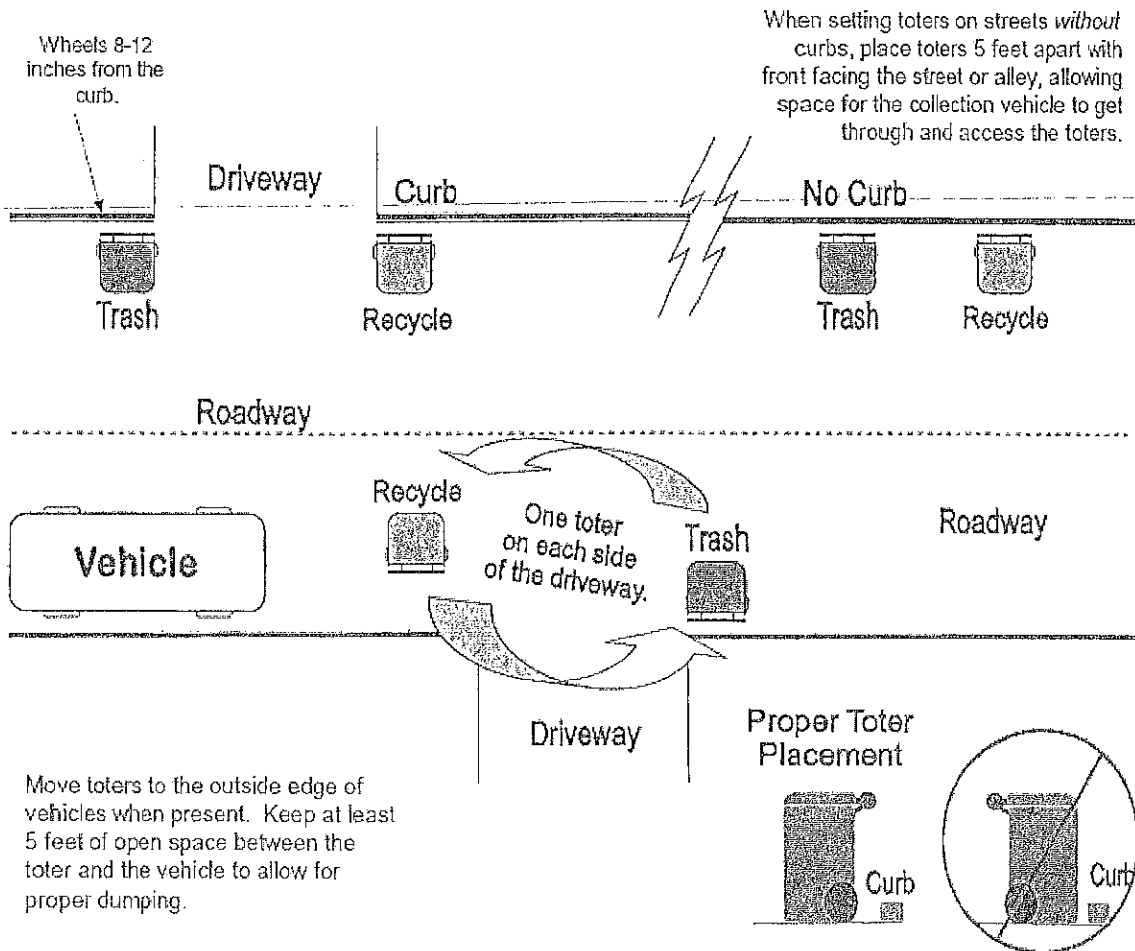 Wheels 8-12
inches from the
curb.
When setting toters on streets without
curbs, place toters 5 feet apart with
front facing the street or alley, allowing
space for the collection vehicle to get
through and access the toters.
Driveway
Curb
No Curb
Trash
Recycle
Trash
Recycle
Roadway
Vehicle
Recycle
One toter
on each side
of the driveway.
Trash
Roadway
Driveway
Move toters to the outside edge of
vehicles when present. Keep at least
5 feet of open space between the
toter and the vehicle to allow for
proper dumping.
Proper Toter
Placement
Curb
Curb